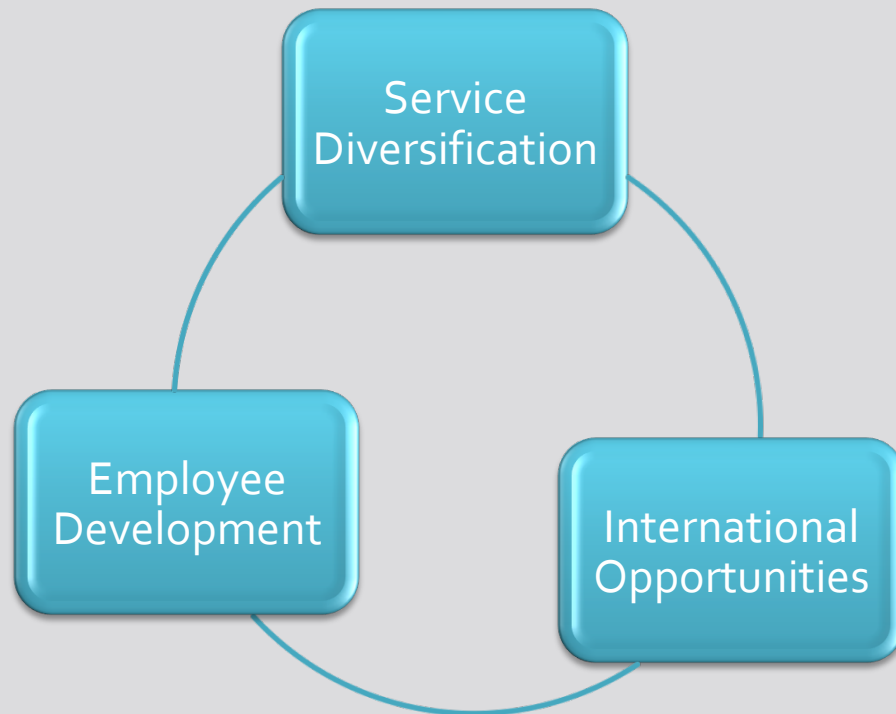 Service
Diversification
Employee
Development
International
Opportunities